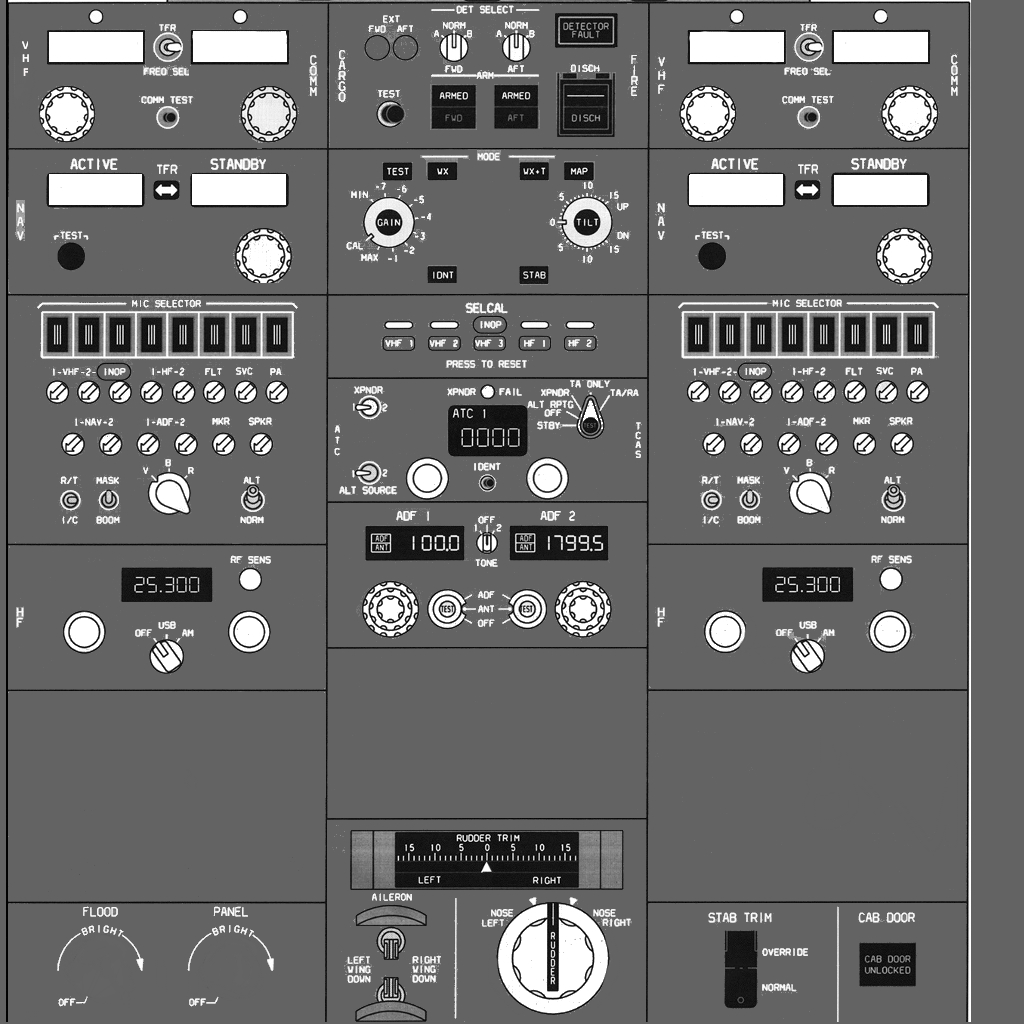 VHF
TFR
FREQ SEL
COMM TEST
COMM
CARGO
EXT
FWD AFT
TEST
DET SELECT
NORM
A B
FWD
NORM
A B
AFT
ARM
ARMED
FWD
ARMED
AFT
DETECTOR
FAULT
DISCH
DISCH
FIRE
VHF
TFR
FREQ SEL
COMM TEST
COMM
NAV
ACTIVE
TFR
STANDBY
TEST
MODE
TEST
WX
WX+T
MAP
GAIN
MIN
-7
-6
-5
-4
-3
-2
-1
MAX
CAL
TILT
10
15
UP
0
5
5
DN
15
10
IDNT
STAB
NAV
ACTIVE
TFR
STANDBY
TEST
MIC SELECTOR
1-VHF-2- INOP 1-HF-2 FLT SVC PA
1-NAV-2 1-ADF-2 MKR SPKR
V B R
R/T
I/C
MASK
BOOM
ALT
NORM
SELCAL
INOP
VHF 1 VHF 2 VHF 3 HF 1 HF 2
PRESS TO RESET
ATC
XPNDR
1 2
1 2
ALT SOURCE
XPNDR FAIL
ATC 1
0000
IDENT
TA ONLY
XPNDR TA/RA
ALT RPTG
OFF
STBY
TEST
TCAS
ADF 1
ADF
ANT
100.0
OFF
1 1 2
TONE
ADF 2
ADF
ANT
1799.5
TEST
ADF
ANT
OFF
TEST
MIC SELECTOR
1-VHF-2- INOP 1-HF-2 FLT SVC PA
1-NAV-2 1-ADF-2 MKR SPKR
V B R
R/T
I/C
MASK
BOOM
ALT
NORM
HF
25.300
RF SENS
OFF USB AM
HF
25.300
RF SENS
OFF USB AM
RUDDER TRIM
15 10 5 0 5 10 15
LEFT RIGHT
FLOOD
BRIGHT
OFF
PANEL
BRIGHT
OFF
AILERON
LEFT
WING
DOWN
RIGHT
WING
DOWN
NOSE
LEFT
NOSE
RIGHT
RUDDER
STAB TRIM
OVERRIDE
NORMAL
CAB DOOR
CAB DOOR
UNLOCKED